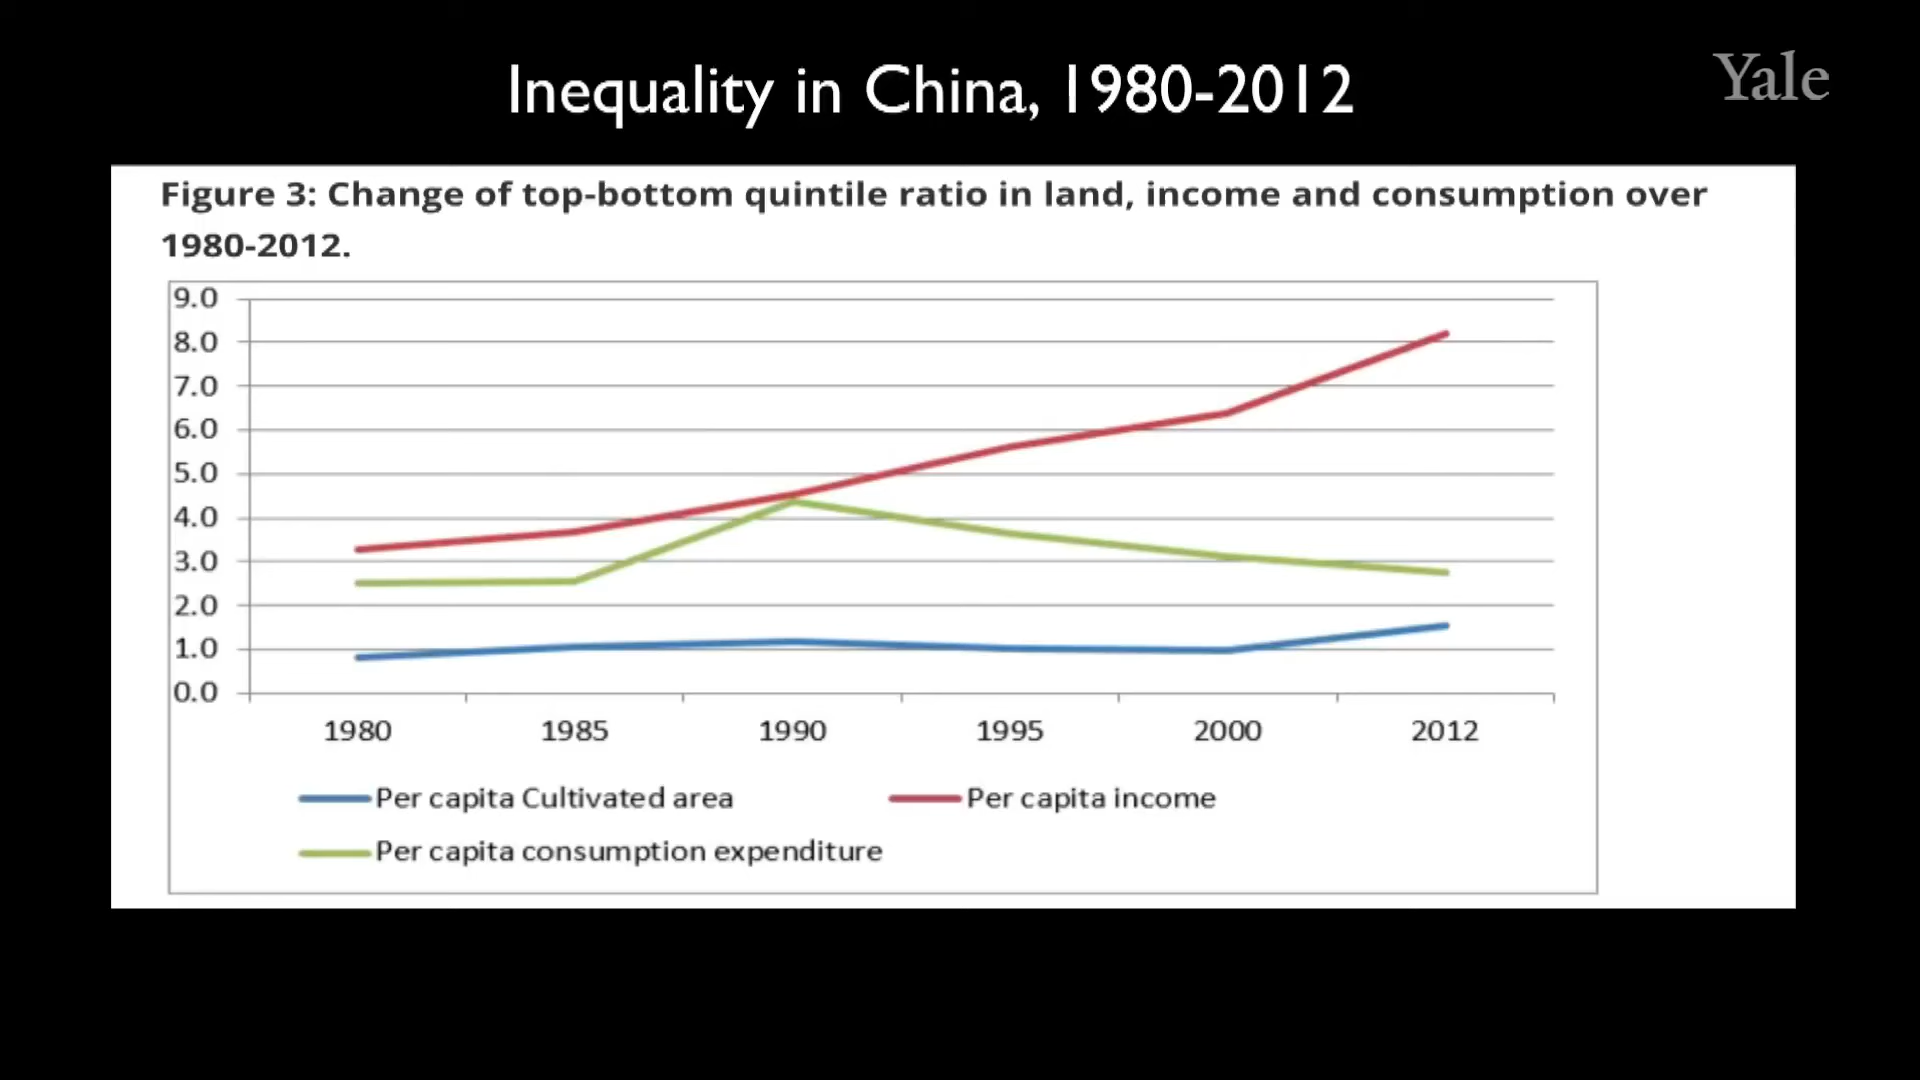 Inequality in China, 1980-2012
Yale
Figure 3: Change of top-bottom quintile ratio in land, income and consumption over
1980-2012.
9.0
8.0
7.0
6.0
5.0
4.0
3.0
2.0
1.0
0.0
1980 1985 1990 1995 2000 2012
Per capita Cultivated area Per capita income
Per capita consumption expenditure